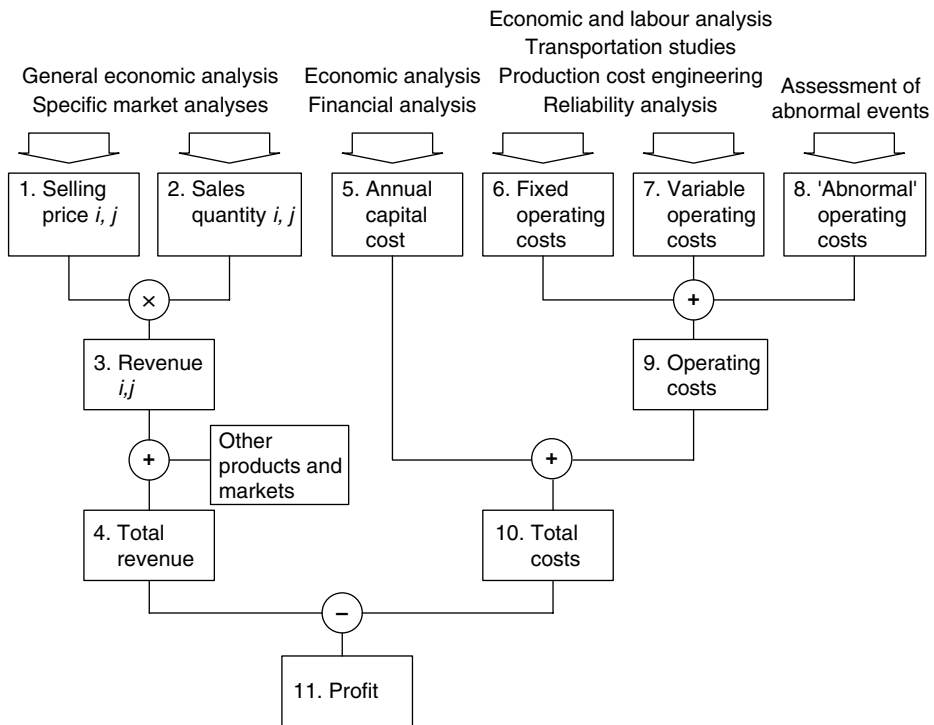 General economic analysis
Specific market analyses
Economic analysis
Financial analysis
Economic and labour analysis
Transportation studies
Production cost engineering
Reliability analysis
Assessment of
abnormal events
1. Selling
price i, j
2. Sales
quantity i, j
5. Annual
capital
cost
6. Fixed
operating
costs
7. Variable
operating
costs
8. 'Abnormal'
operating
costs
×
+
3. Revenue
i,j
9. Operating
costs
+
Other
products and
markets
+
4. Total
revenue
10. Total
costs
−
11. Profit